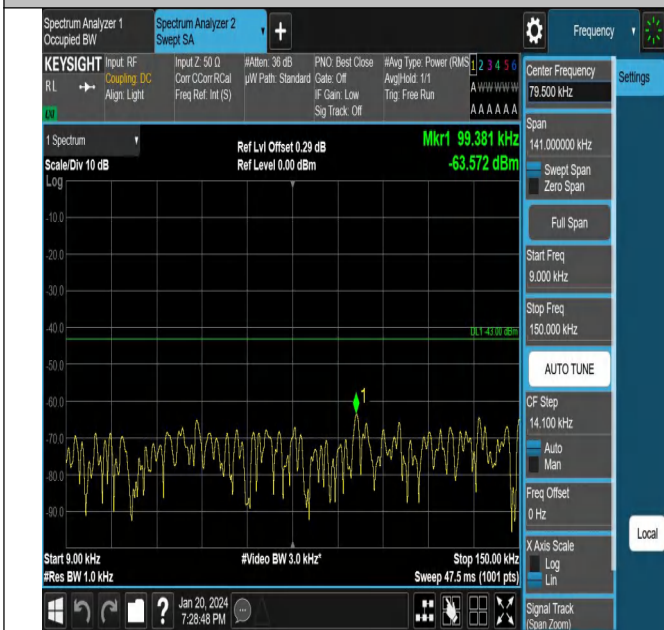 Spectrum Analyzer 1
Occupied BW
Spectrum Analyzer 2
Swept SA
Frequency
KEYSIGHT
RL
LXI
Input: RF
Coupling: DC
Align: Light
Input Z: 50 Ω
Corr CCorr RCal
Freq Ref: Int (S)
#Atten: 36 dB
µW Path: Standard
PNO: Best Close
Gate: Off
IF Gain: Low
Sig Track: Off
#Avg Type: Power (RMS
Avg|Hold: 1/1
Trig: Free Run
1 2 3 4 5 6
A W W W W W
A A A A A A
1 Spectrum
Scale/Div 10 dB
Ref Lvl Offset 0.29 dB
Ref Level 0.00 dBm
Mkr1 99.381 kHz
-63.572 dBm
Log
-10.0
-20.0
-30.0
-40.0
-50.0
-60.0
-70.0
-80.0
-90.0
DL1 -43.00 dBm
1
Start 9.00 kHz
#Res BW 1.0 kHz
#Video BW 3.0 kHz*
Stop 150.00 kHz
Sweep 47.5 ms (1001 pts)
Center Frequency
79.500 kHz
Settings
Span
141.000000 kHz
Swept Span
Zero Span
Full Span
Start Freq
9.000 kHz
Stop Freq
150.000 kHz
AUTO TUNE
CF Step
14.100 kHz
Auto
Man
Freq Offset
0 Hz
X Axis Scale
Log
Lin
Local
Signal Track
(Span Zoom)
?
Jan 20, 2024
7:28:48 PM